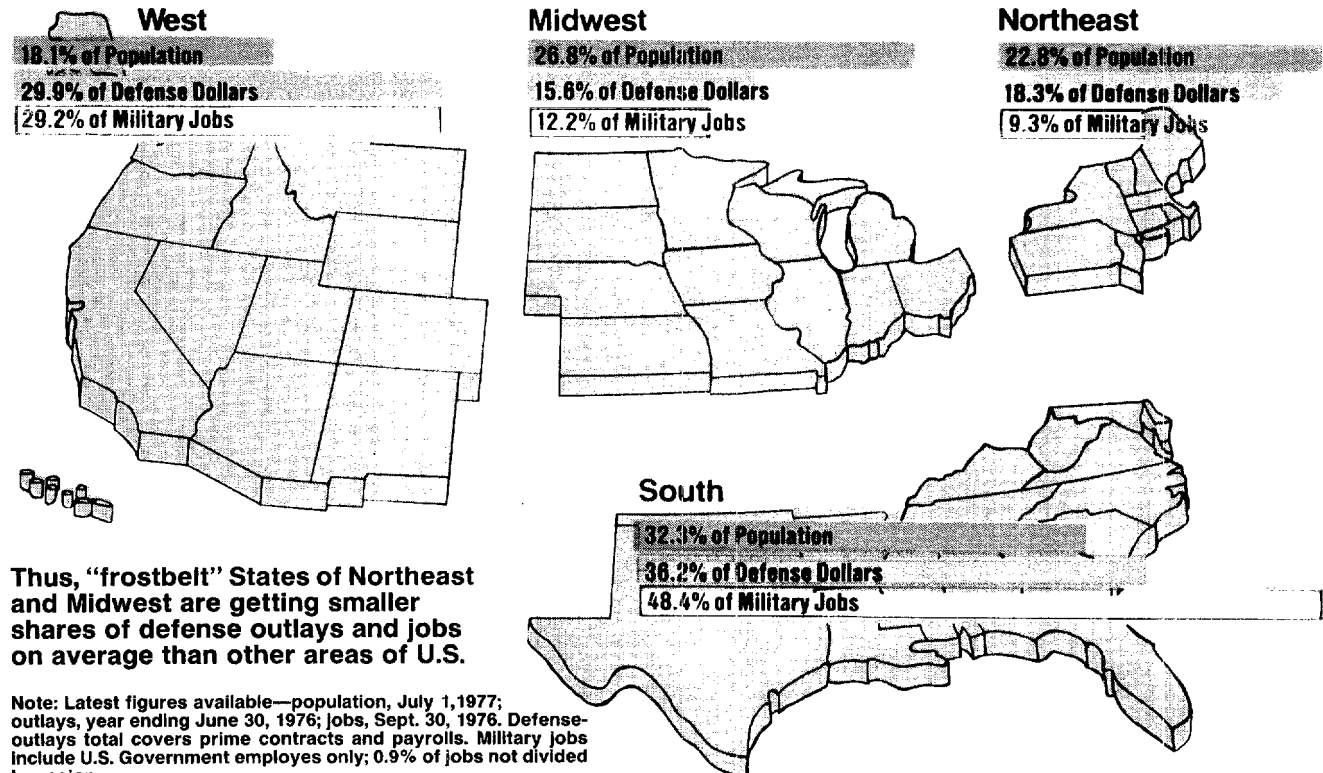 West
18.1% of Population
29.9% of Defense Dollars
29.2% of Military Jobs
Midwest
26.8% of Population
15.6% of Defense Dollars
12.2% of Military Jobs
Northeast
22.8% of Population
18.3% of Defense Dollars
9.3% of Military Jobs
South
32.3% of Population
36.2% of Defense Dollars
48.4% of Military Jobs
Thus, “frostbelt” States of Northeast
and Midwest are getting smaller
shares of defense outlays and jobs
on average than other areas of U.S.
Note: Latest figures available—population, July 1,1977;
outlays, year ending June 30, 1976; jobs, Sept. 30, 1976. Defense-
outlays total covers prime contracts and payrolls. Military jobs
include U.S. Government employes only; 0.9% of jobs not divided